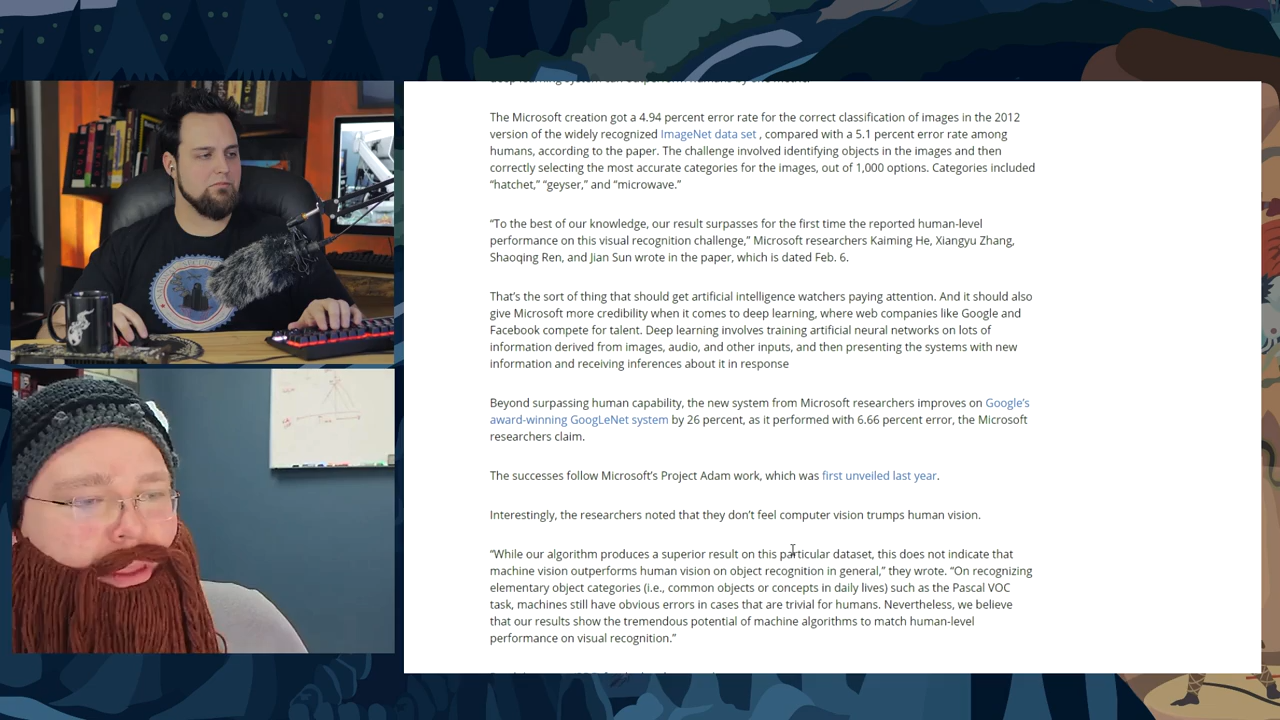 The Microsoft creation got a 4.94 percent error rate for the correct classification of images in the 2012
version of the widely recognized ImageNet data set , compared with a 5.1 percent error rate among
humans, according to the paper. The challenge involved identifying objects in the images and then
correctly selecting the most accurate categories for the images, out of 1,000 options. Categories included
“hatchet,” “geyser,” and “microwave.”
“To the best of our knowledge, our result surpasses for the first time the reported human-level
performance on this visual recognition challenge,” Microsoft researchers Kaiming He, Xiangyu Zhang,
Shaoqing Ren, and Jian Sun wrote in the paper, which is dated Feb. 6.
That’s the sort of thing that should get artificial intelligence watchers paying attention. And it should also
give Microsoft more credibility when it comes to deep learning, where web companies like Google and
Facebook compete for talent. Deep learning involves training artificial neural networks on lots of
information derived from images, audio, and other inputs, and then presenting the systems with new
information and receiving inferences about it in response
Beyond surpassing human capability, the new system from Microsoft researchers improves on Google’s
award-winning GoogLeNet system by 26 percent, as it performed with 6.66 percent error, the Microsoft
researchers claim.
The successes follow Microsoft’s Project Adam work, which was first unveiled last year.
Interestingly, the researchers noted that they don’t feel computer vision trumps human vision.
“While our algorithm produces a superior result on this particular dataset, this does not indicate that
machine vision outperforms human vision on object recognition in general,” they wrote. “On recognizing
elementary object categories (i.e., common objects or concepts in daily lives) such as the Pascal VOC
task, machines still have obvious errors in cases that are trivial for humans. Nevertheless, we believe
that our results show the tremendous potential of machine algorithms to match human-level
performance on visual recognition.”